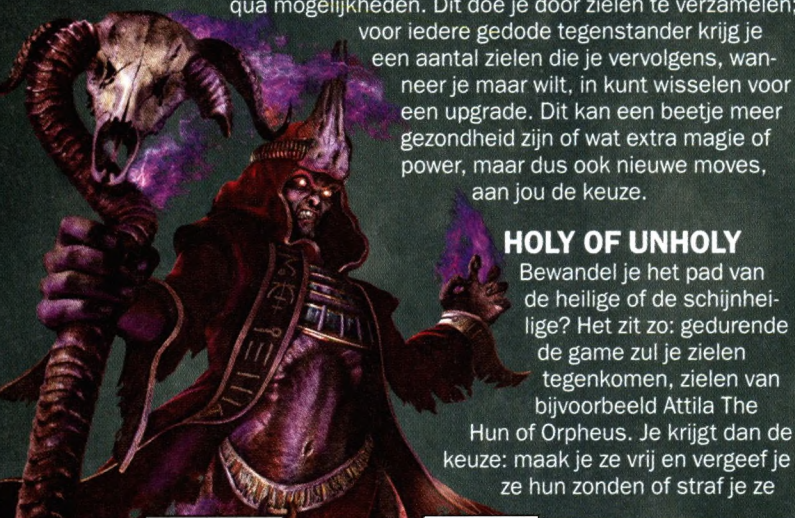 qua mogelijkheden. Dit doe je door zielen te verzamelen;
voor iedere gedode tegenstander krijg je
een aantal zielen die je vervolgens, wan-
neer je maar wilt, in kunt wisselen voor
een upgrade. Dit kan een beetje meer
gezondheid zijn of wat extra magie of
power, maar dus ook nieuwe moves,
aan jou de keuze.
HOLY OF UNHOLY
Bewandel je het pad van
de heilige of de schijnhei-
lige? Het zit zo: gedurende
de game zul je zielen
tegenkomen, zielen van
bijvoorbeeld Attila The
Hun of Orpheus. Je krijgt dan de
keuze: maak je ze vrij en vergeef je
ze hun zonden of straf je ze